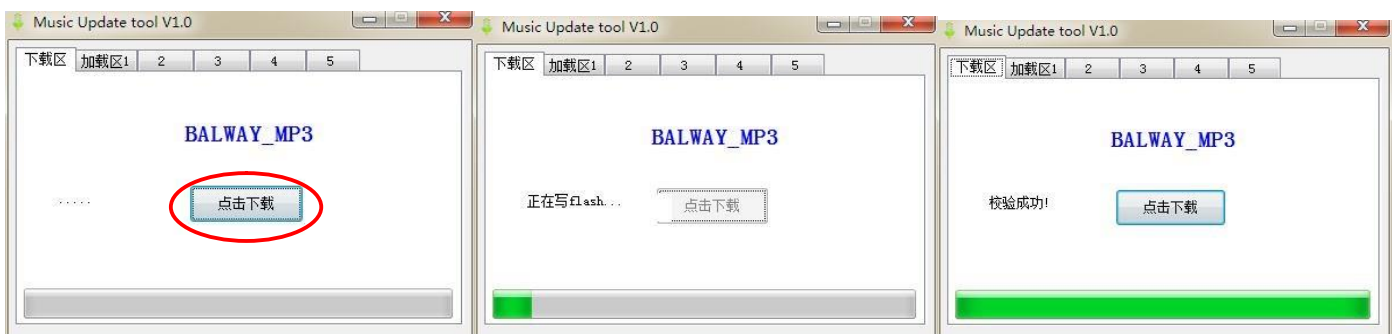 Music Update tool V1.0
下载区 加载区1 2 3 4 5
BALWAY_MP3
..... 点击下载
Music Update tool V1.0
下载区 加载区1 2 3 4 5
BALWAY_MP3
正在写flash... 点击下载
Music Update tool V1.0
下载区 加载区1 2 3 4 5
BALWAY_MP3
校验成功! 点击下载